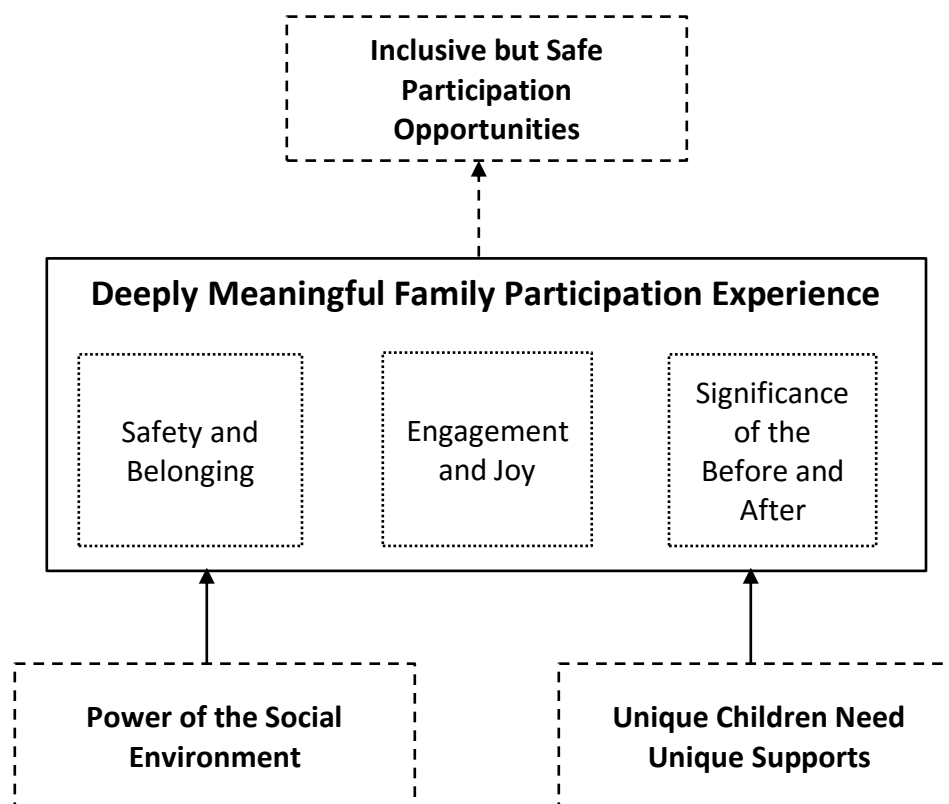 Inclusive but Safe
Participation
Opportunities
Deeply Meaningful Family Participation Experience
Safety and
Belonging
Engagement
and Joy
Significance
of the
Before and
After
Power of the Social
Environment
Unique Children Need
Unique Supports